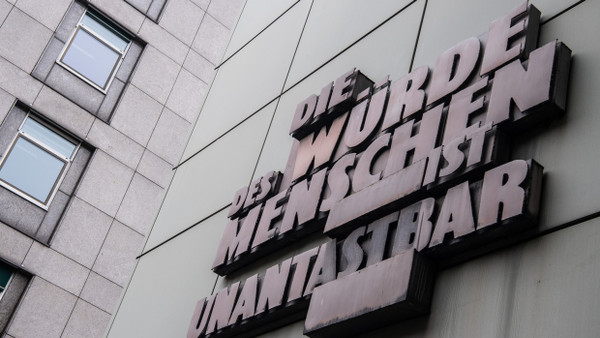 DIE
WÜRDE
DES
MENSCHEN
IST
UNANTASTBAR